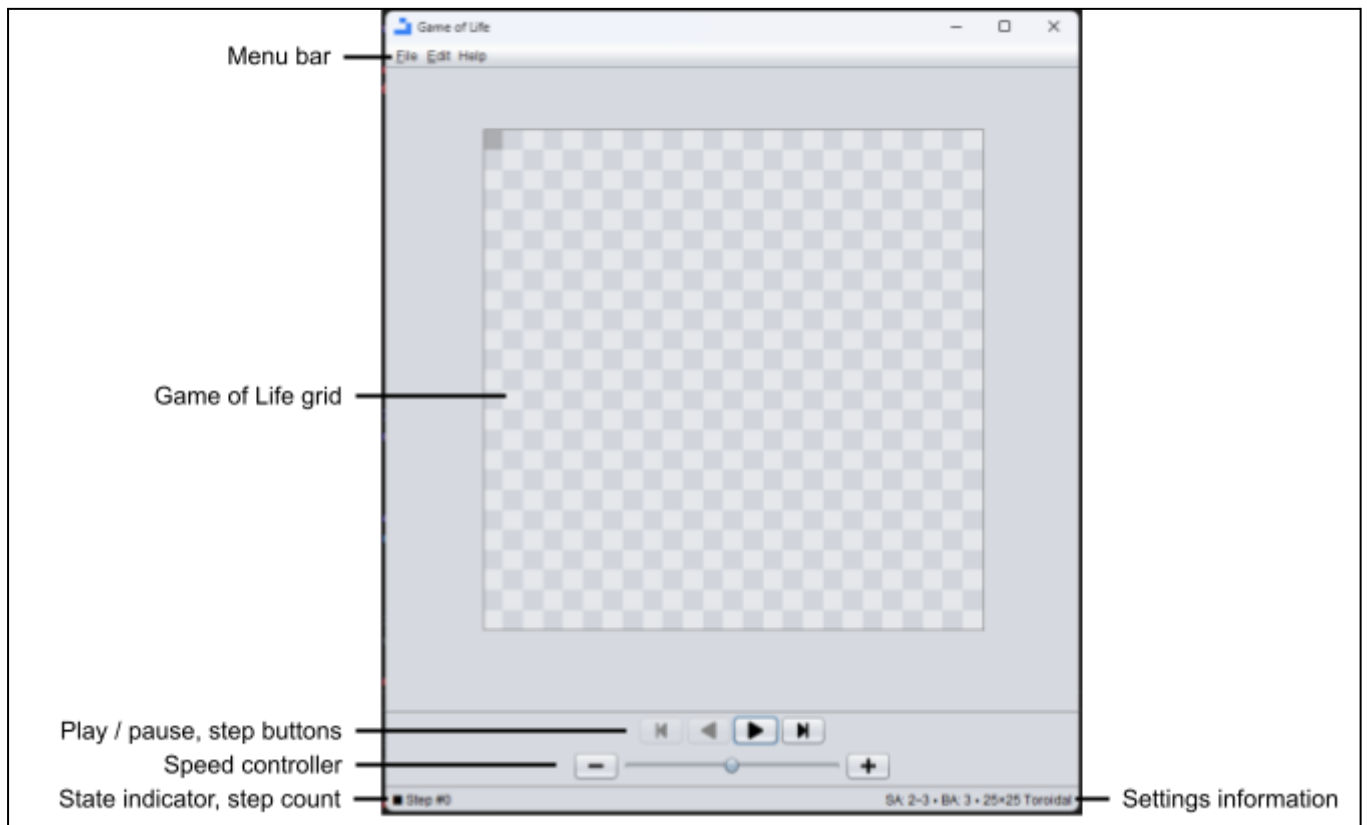 Game of Life
Menu bar
File Edit Help
Game of Life grid
Play / pause, step buttons
Speed controller
State indicator, step count
Step #0
SA: 2–3 • BA: 3 • 25×25 Toroidal
Settings information